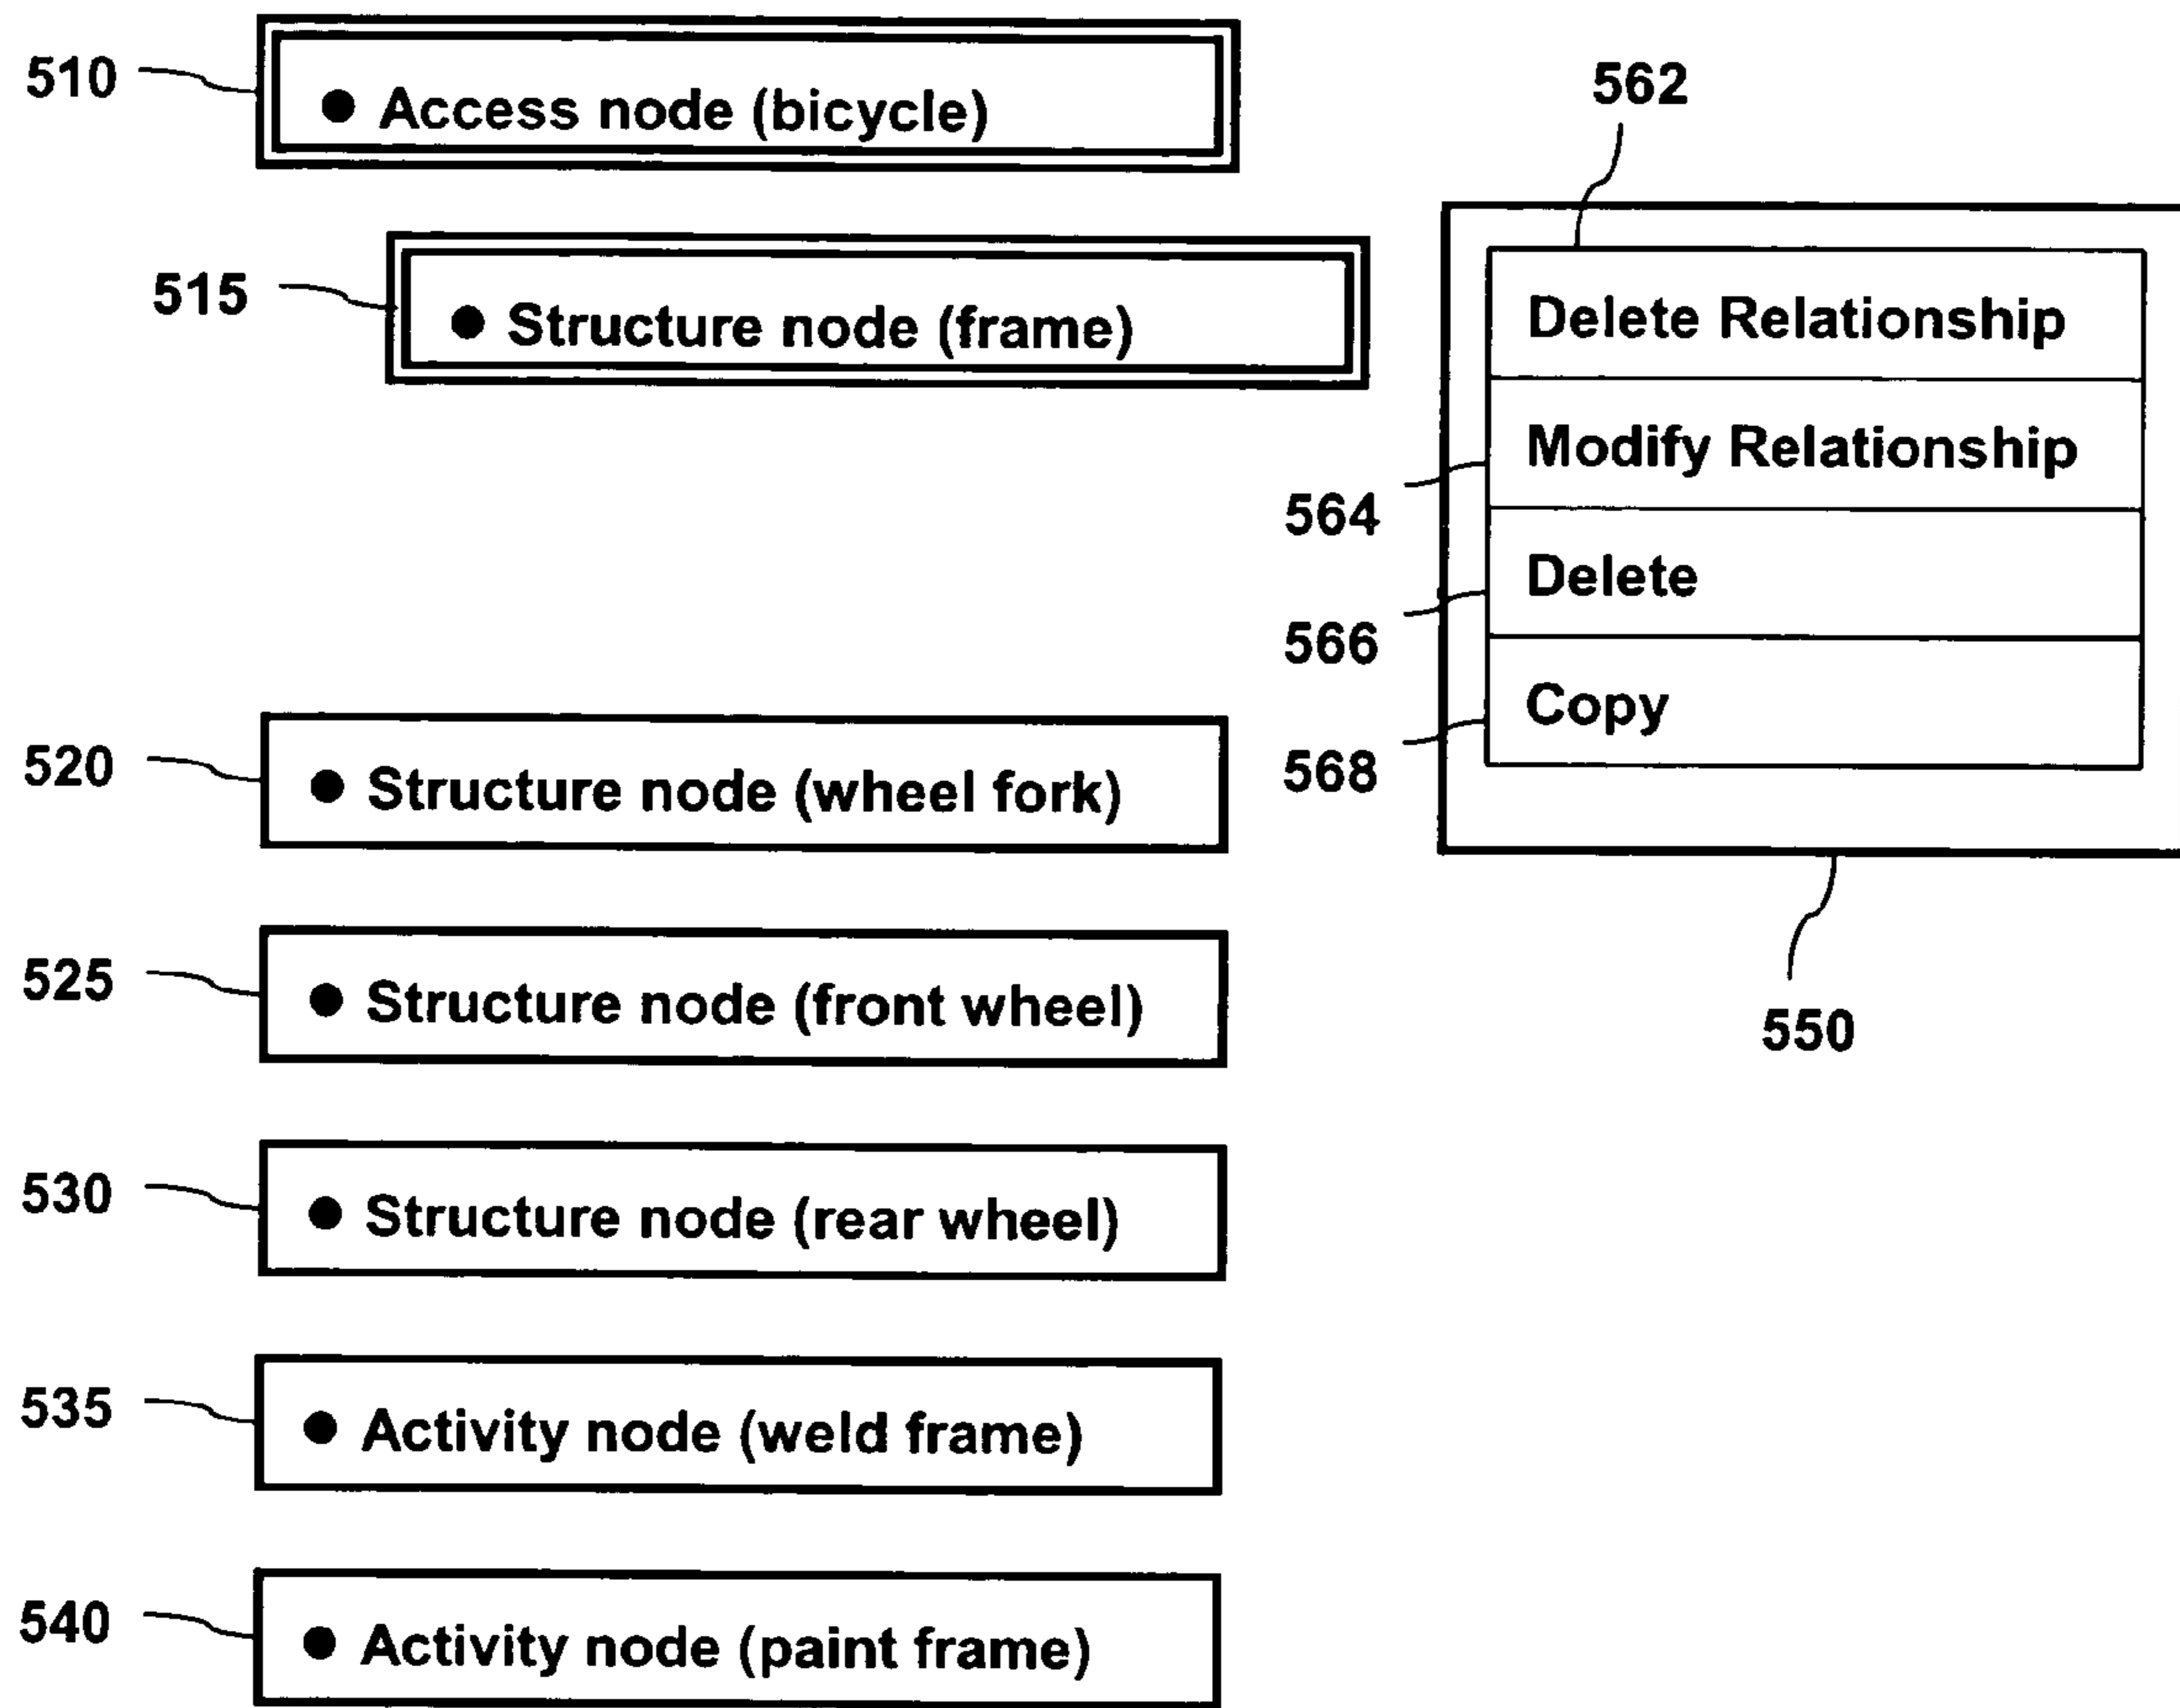 510
● Access node (bicycle)
562
515
● Structure node (frame)
Delete Relationship
Modify Relationship
564
Delete
566
Copy
568
520
● Structure node (wheel fork)
525
● Structure node (front wheel)
550
530
● Structure node (rear wheel)
535
● Activity node (weld frame)
540
● Activity node (paint frame)